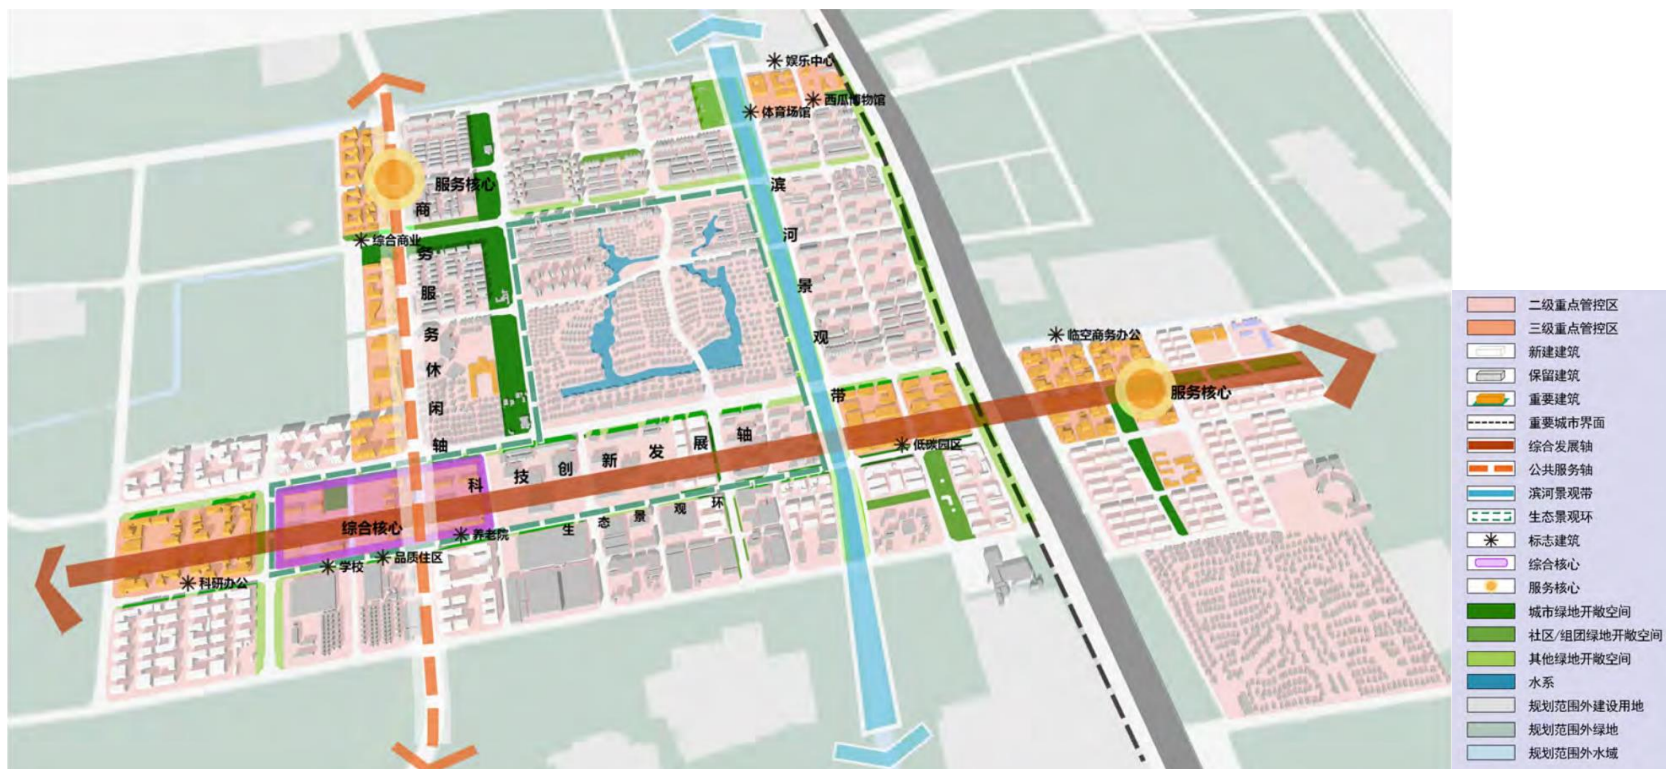 娱乐中心
西瓜博物馆
体育场馆
服务核心
综合商业
商务服务休闲轴
滨河景观带
临空商务办公
服务核心
低碳园区
科技创新发展轴
综合核心
生态景观环
养老院
品质住区
学校
科研办公
二级重点管控区
三级重点管控区
新建建筑
保留建筑
重要建筑
重要城市界面
综合发展轴
公共服务轴
滨河景观带
生态景观环
标志建筑
综合核心
服务核心
城市绿地开敞空间
社区/组团绿地开敞空间
其他绿地开敞空间
水系
规划范围外建设用地
规划范围外绿地
规划范围外水域